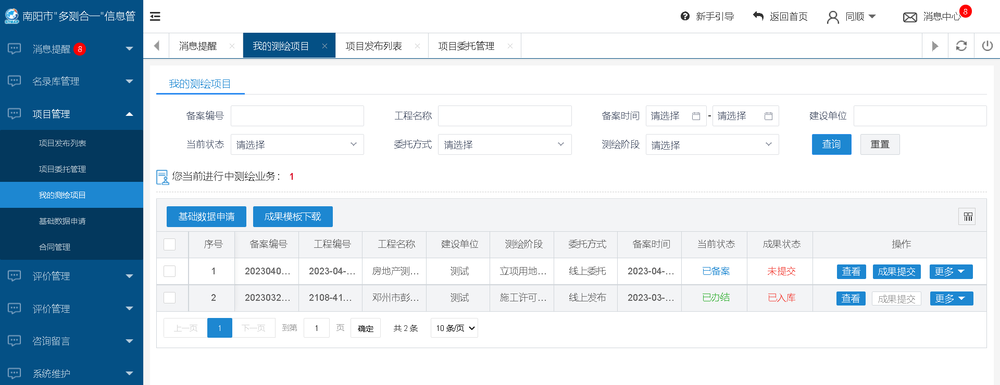 南阳市"多测合一"信息管
新手引导
返回首页
同顺
消息中心
8
消息提醒
8
名录库管理
项目管理
项目发布列表
项目委托管理
我的测绘项目
基础数据申请
合同管理
评价管理
评价管理
咨询留言
系统维护
消息提醒 ×
我的测绘项目 ×
项目发布列表 ×
项目委托管理 ×
我的测绘项目
备案编号
工程名称
备案时间 请选择 - 请选择
建设单位
当前状态 请选择
委托方式 请选择
测绘阶段 请选择
查询 重置
您当前进行中测绘业务： 1
基础数据申请 成果模板下载
序号 备案编号 工程编号 工程名称 建设单位 测绘阶段 委托方式 备案时间 当前状态 成果状态 操作
1 2023040... 2023-04-... 房地产测... 测试 立项用地... 线上委托 2023-04-... 已备案 未提交 查看 成果提交 更多
2 2023032... 2108-41... 邓州市彭... 测试 施工许可... 线上发布 2023-03-... 已办结 已入库 查看 成果提交 更多
上一页 1 下一页 到第 1 页 确定 共 2 条 10 条/页